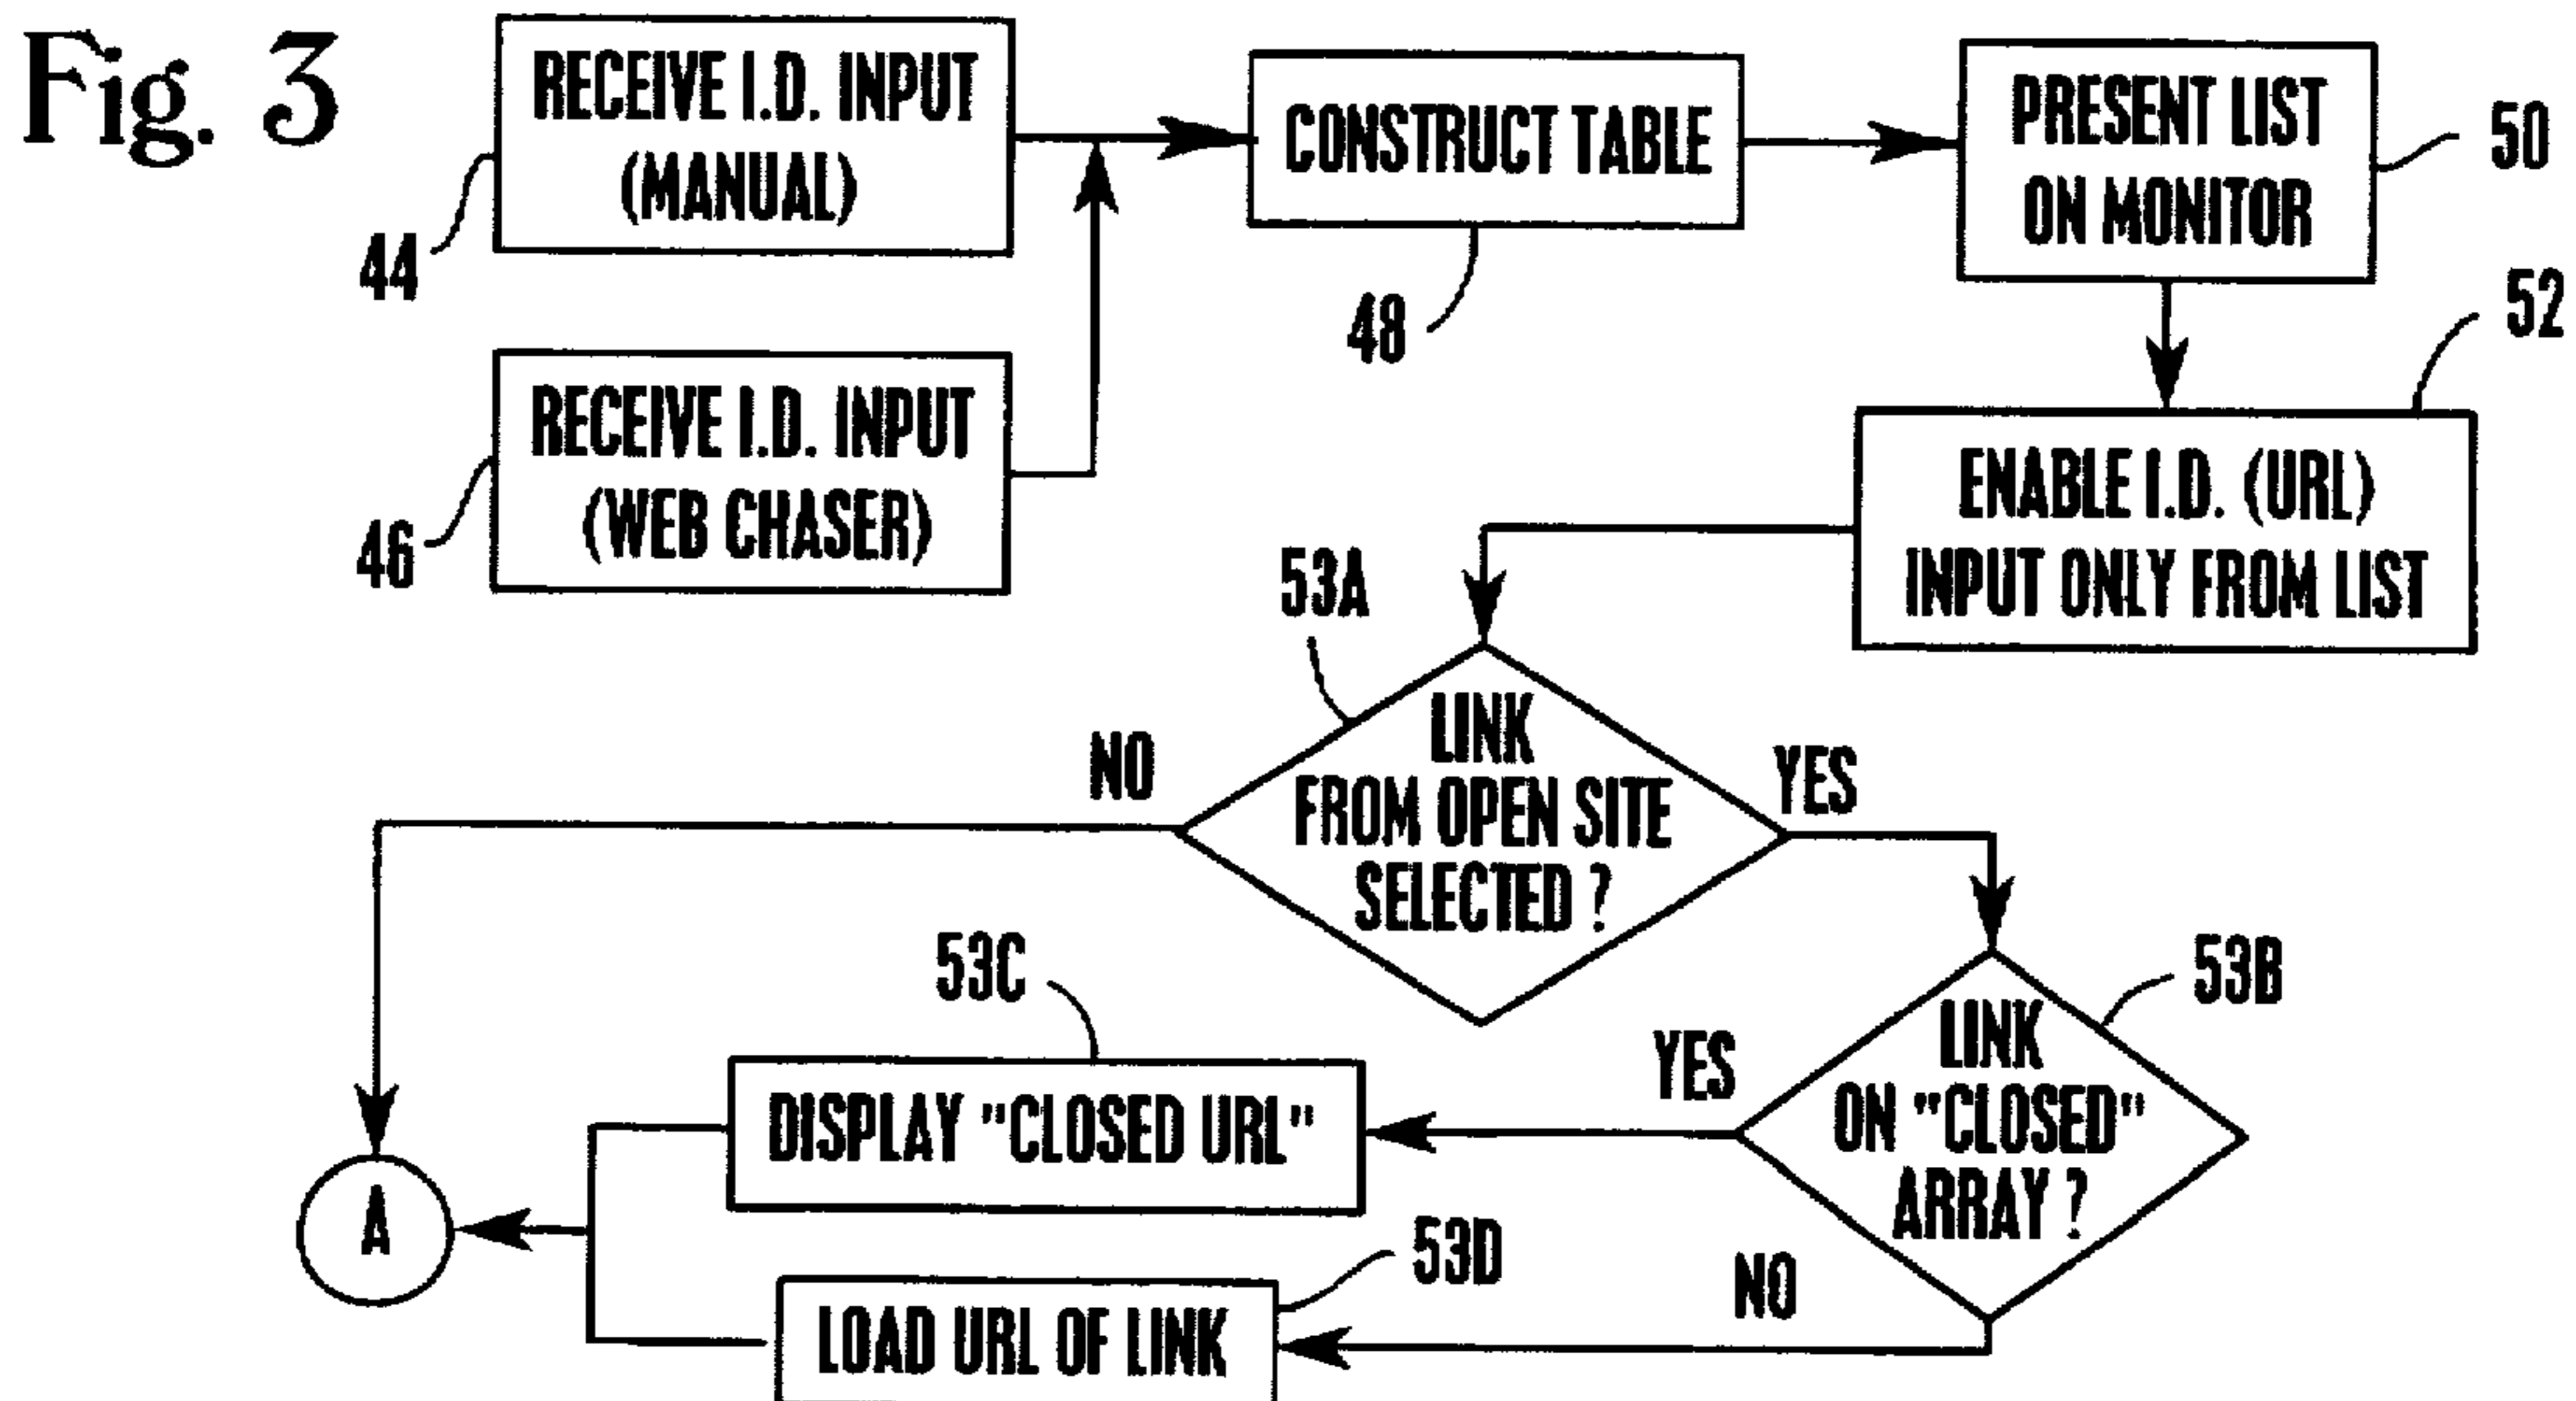 Fig. 3
RECEIVE I.D. INPUT
(MANUAL)
44
CONSTRUCT TABLE
48
PRESENT LIST
ON MONITOR
50
RECEIVE I.D. INPUT
(WEB CHASER)
46
52
ENABLE I.D. (URL)
INPUT ONLY FROM LIST
53A
LINK
FROM OPEN SITE
SELECTED ?
NO
YES
53B
LINK
ON "CLOSED"
ARRAY ?
YES
NO
53C
DISPLAY "CLOSED URL"
53D
LOAD URL OF LINK
A